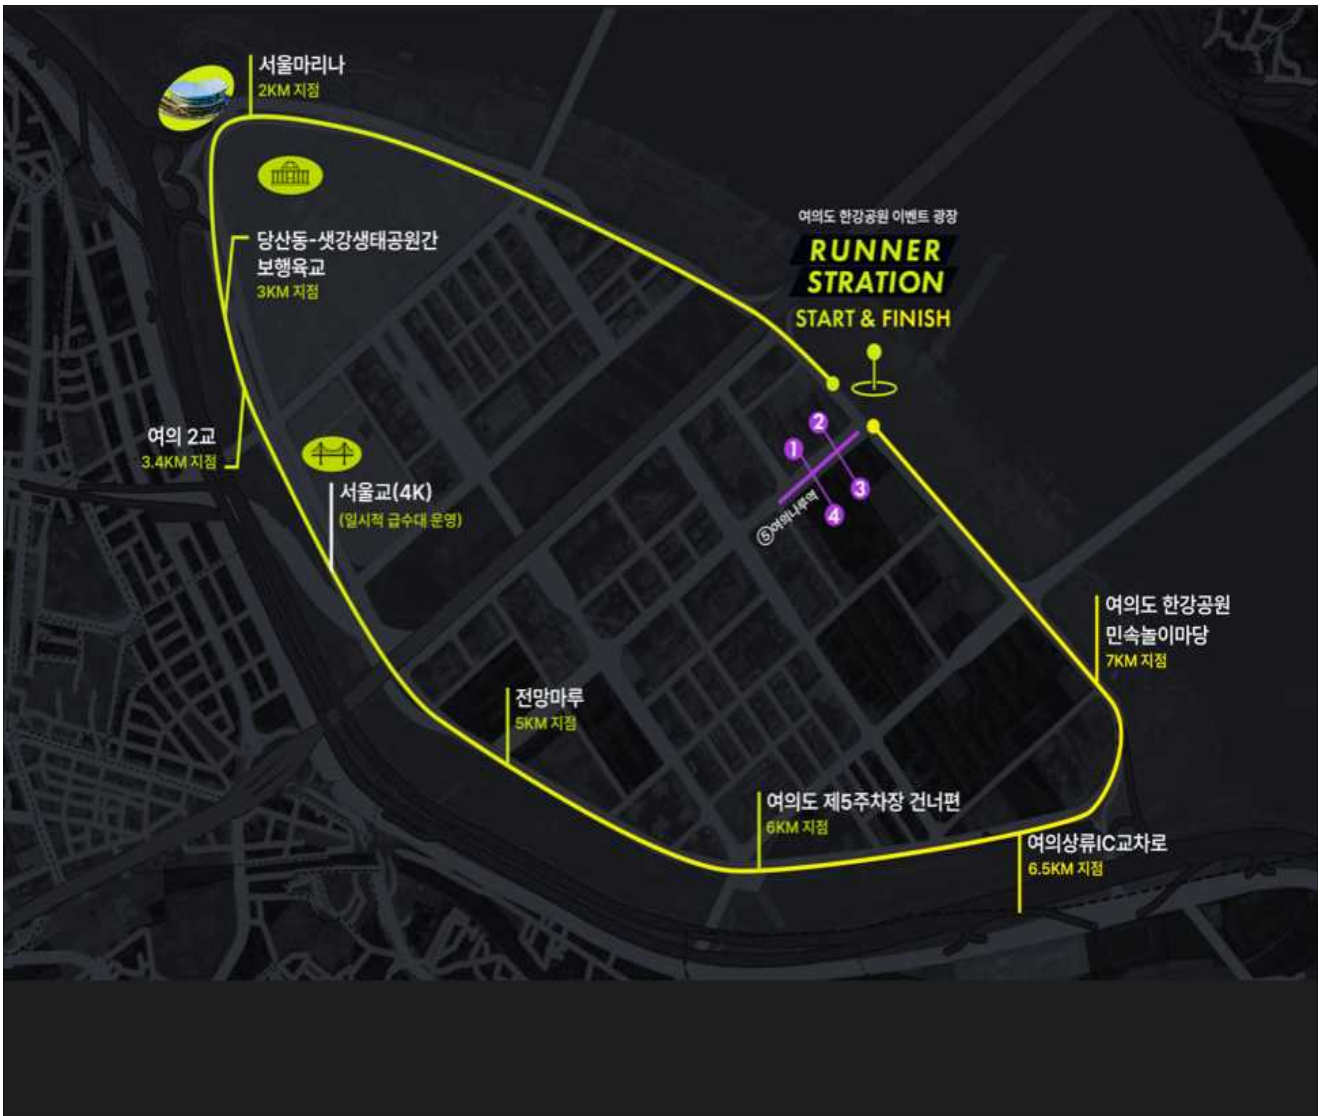 서울마리나
2KM 지점
여의도 한강공원 이벤트 광장
RUNNER
STRATION
START & FINISH
당산동-샛강생태공원간
보행육교
3KM 지점
2
1
여의 2교
3.4KM 지점
3
서울교(4K)
(일시적 급수대 운영)
4
5 여의나루역
여의도 한강공원
민속놀이마당
7KM 지점
전망마루
5KM 지점
여의도 제5주차장 건너편
6KM 지점
여의상류IC교차로
6.5KM 지점